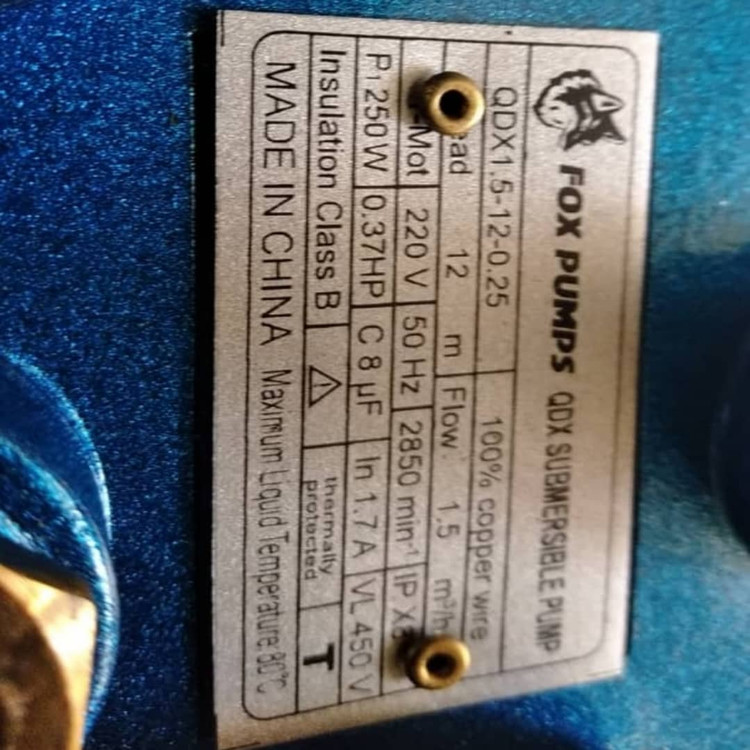 FOX PUMPS QDX SUBMERSIBLE PUMP
QDX1.5-12-0.25 100% copper wire
ad 12 m Flow. 1,5 m³/h
-Mot 220 V 50 Hz 2850 min⁻¹ IP X8
P₁ 250 W 0.37HP C 8 µF In 1.7 A VL 450 V
Insulation Class B thermally protected T
MADE IN CHINA Maximum Liquid Temperature 80℃